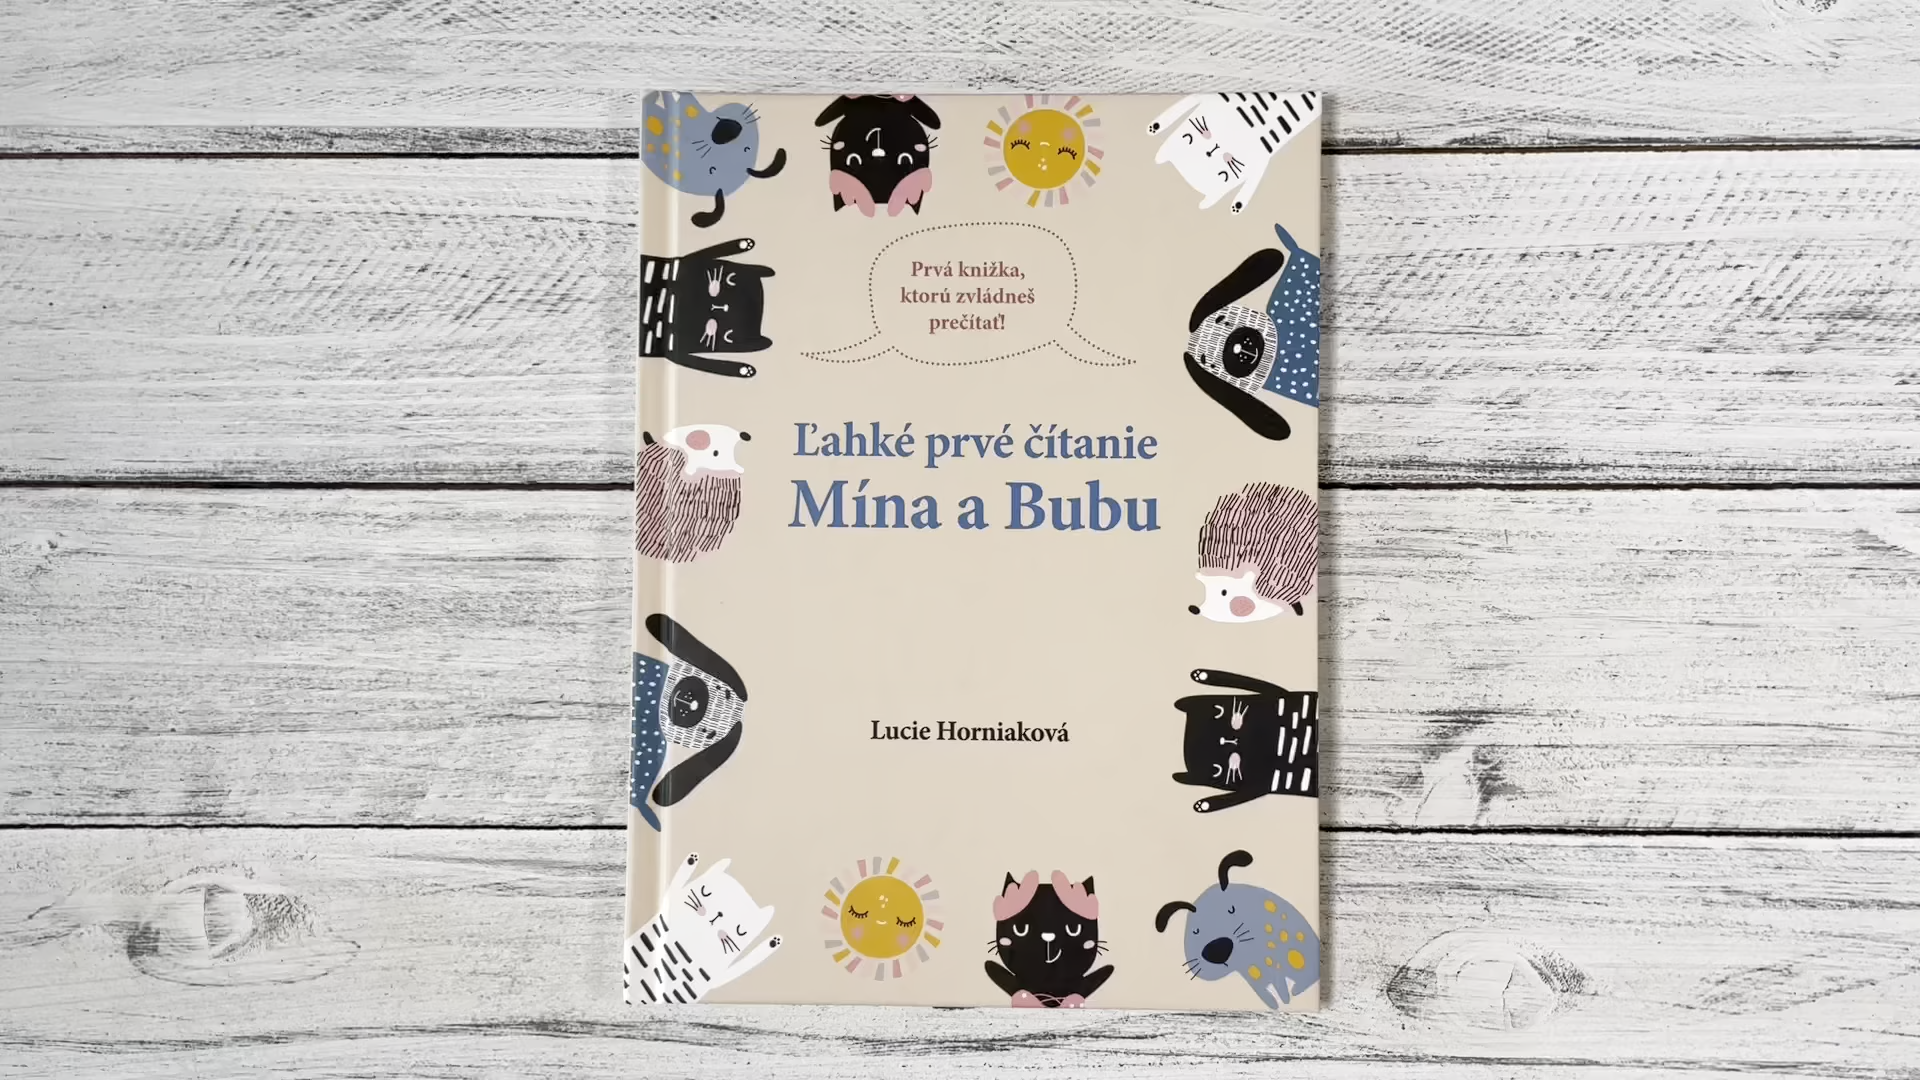 Prvá knižka,
ktorú zvládneš
prečítať!
Ľahké prvé čítanie
Mína a Bubu
Lucie Horniaková